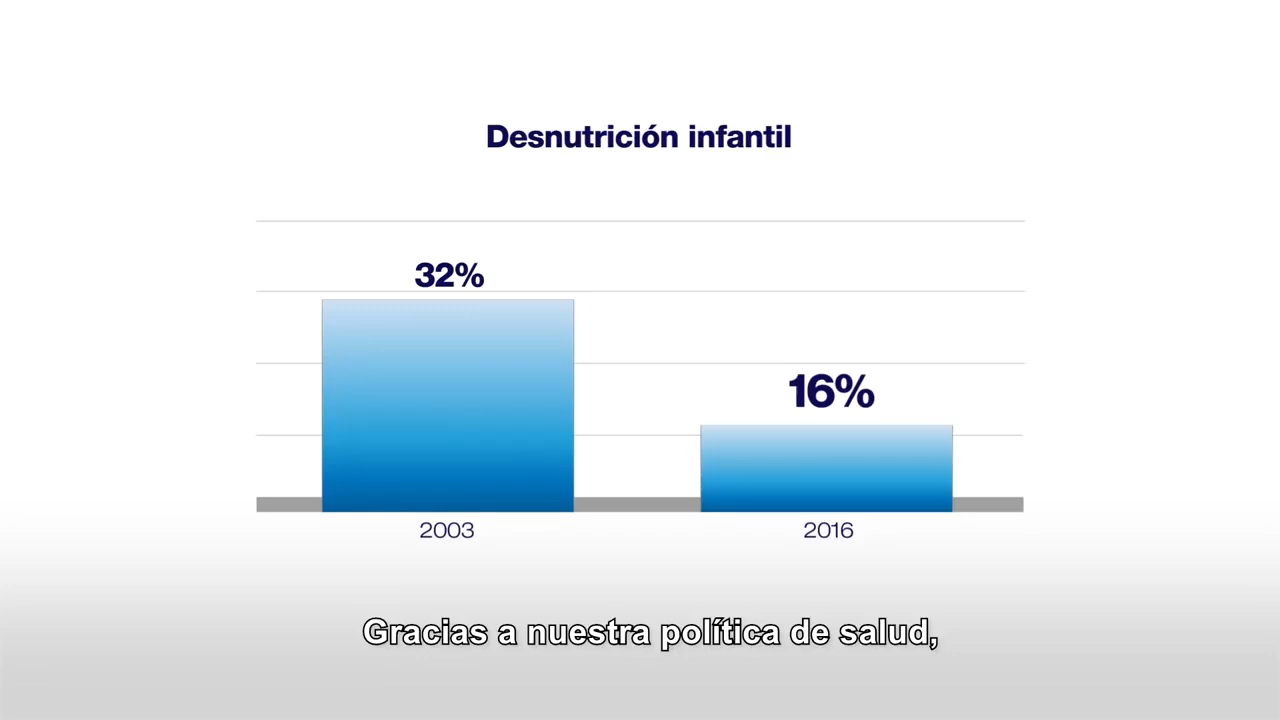 Desnutrición infantil
32%
16%
2003
2016
Gracias a nuestra política de salud,